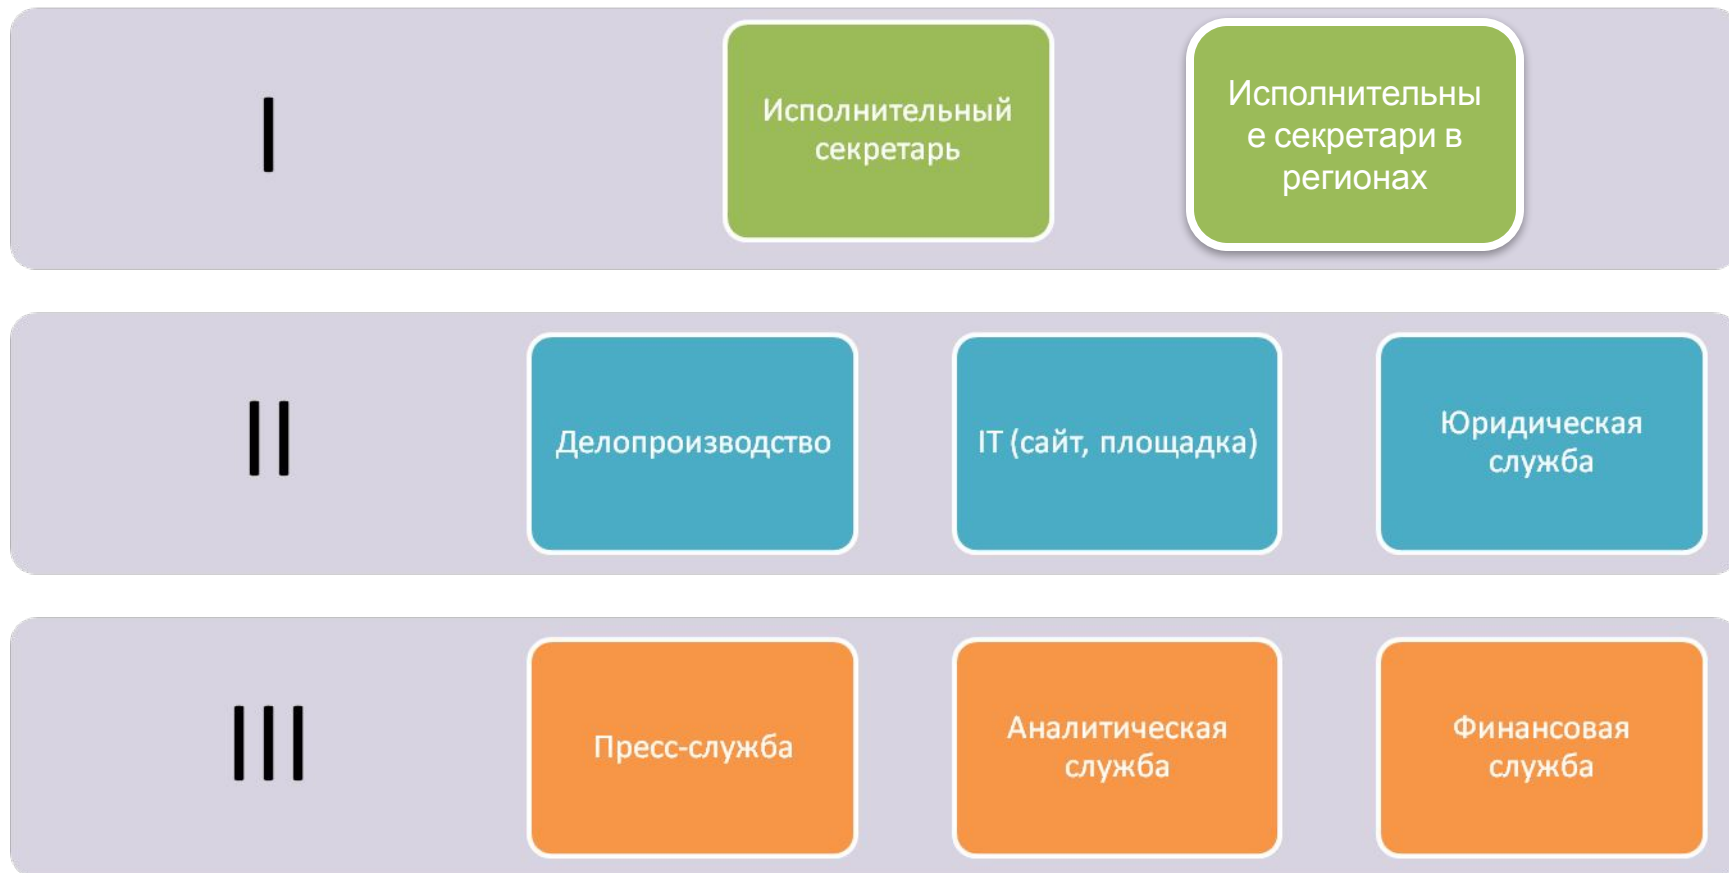 I
Исполнительный
секретарь
Исполнительны
е секретари в
регионах
II
Делопроизводство
IT (сайт, площадка)
Юридическая
служба
III
Пресс-служба
Аналитическая
служба
Финансовая
служба